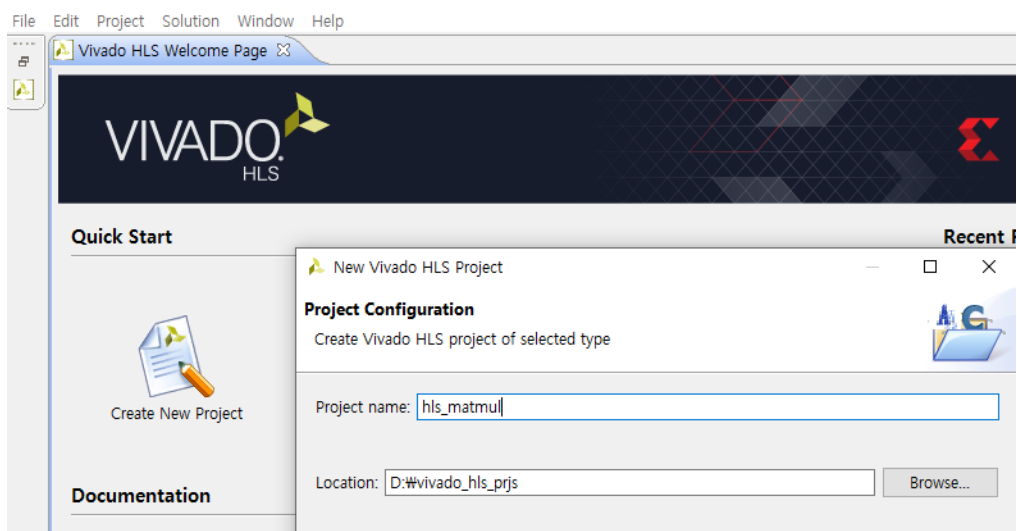 File Edit Project Solution Window Help
Vivado HLS Welcome Page
VIVADO.
HLS
Quick Start
Recent
New Vivado HLS Project
Project Configuration
Create Vivado HLS project of selected type
Create New Project
Project name: hls_matmul
Location: D:₩vivado_hls_prjs
Browse...
Documentation